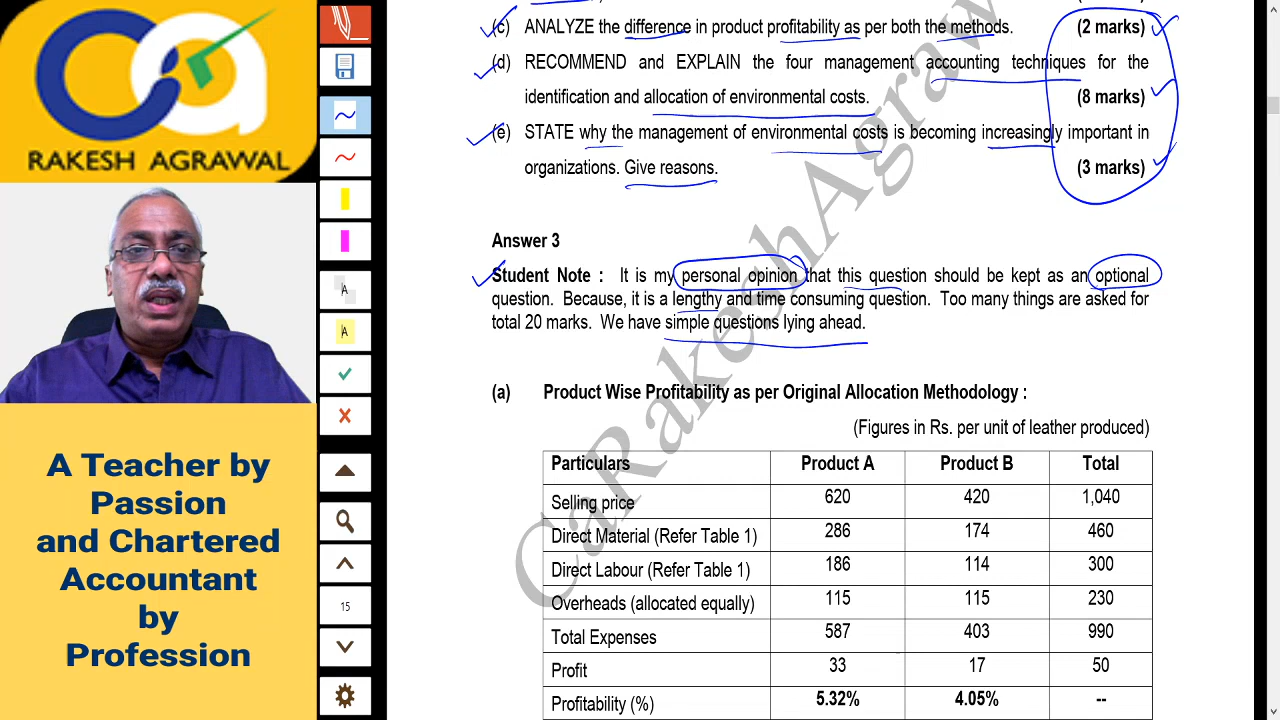 (c) ANALYZE the difference in product profitability as per both the methods. (2 marks)
(d) RECOMMEND and EXPLAIN the four management accounting techniques for the
identification and allocation of environmental costs. (8 marks)
(e) STATE why the management of environmental costs is becoming increasingly important in
organizations. Give reasons. (3 marks)
Answer 3
Student Note : It is my personal opinion that this question should be kept as an optional
question. Because, it is a lengthy and time consuming question. Too many things are asked for
total 20 marks. We have simple questions lying ahead.
(a) Product Wise Profitability as per Original Allocation Methodology :
(Figures in Rs. per unit of leather produced)
Particulars Product A Product B Total
Selling price 620 420 1,040
Direct Material (Refer Table 1) 286 174 460
Direct Labour (Refer Table 1) 186 114 300
Overheads (allocated equally) 115 115 230
Total Expenses 587 403 990
Profit 33 17 50
Profitability (%) 5.32% 4.05% --
CaRakeshAgraw
ca
RAKESH AGRAWAL
A Teacher by
Passion
and Chartered
Accountant
by
Profession
A
A
15